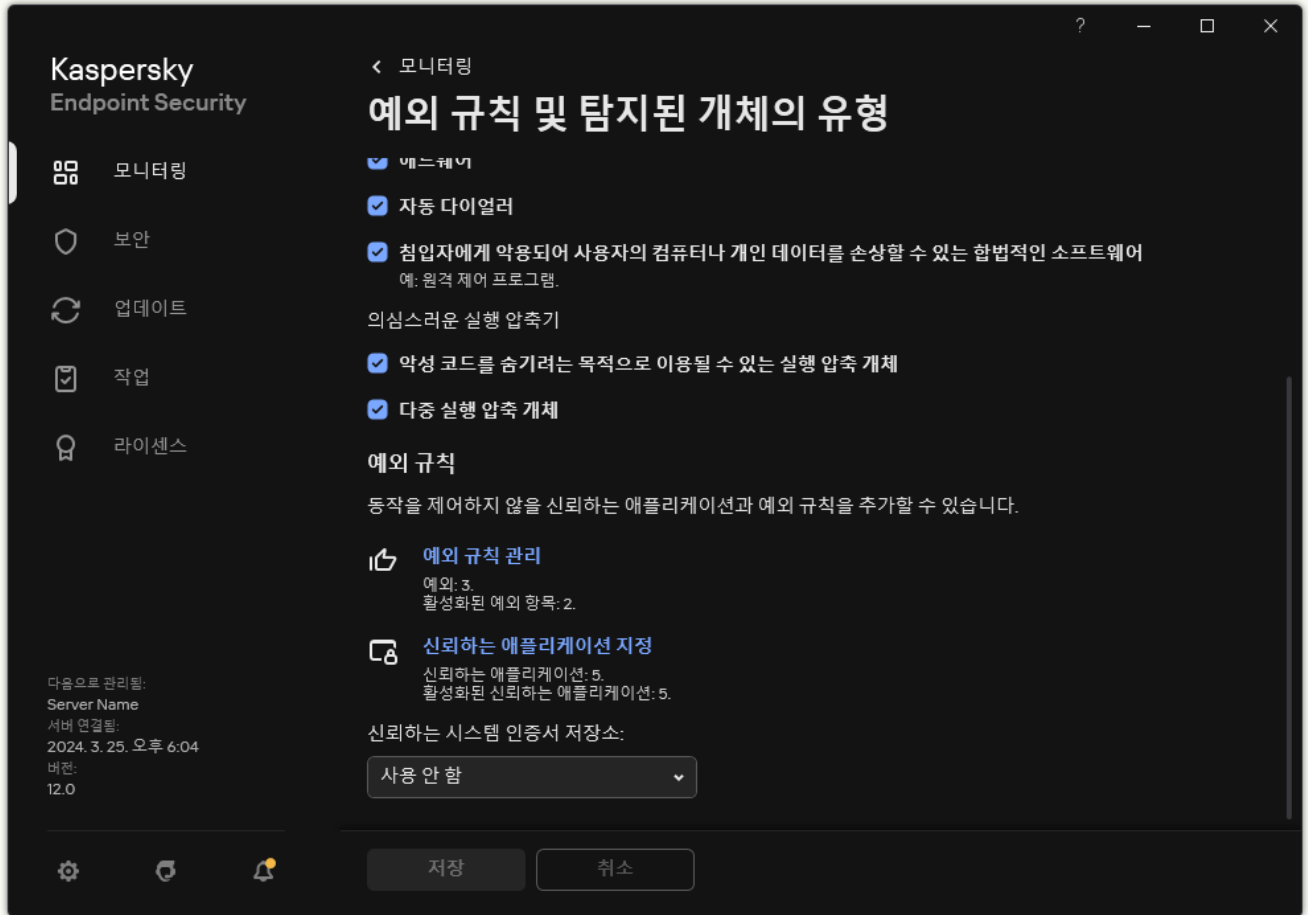 Kaspersky
Endpoint Security
모니터링
보안
업데이트
작업
라이센스
다음으로 관리됨:
Server Name
서버 연결됨:
2024. 3. 25. 오후 6:04
버전:
12.0
모니터링
예외 규칙 및 탐지된 개체의 유형
애드웨어
자동 다이얼러
침입자에게 악용되어 사용자의 컴퓨터나 개인 데이터를 손상할 수 있는 합법적인 소프트웨어
예: 원격 제어 프로그램.
의심스러운 실행 압축기
악성 코드를 숨기려는 목적으로 이용될 수 있는 실행 압축 개체
다중 실행 압축 개체
예외 규칙
동작을 제어하지 않을 신뢰하는 애플리케이션과 예외 규칙을 추가할 수 있습니다.
예외 규칙 관리
예외: 3.
활성화된 예외 항목: 2.
신뢰하는 애플리케이션 지정
신뢰하는 애플리케이션: 5.
활성화된 신뢰하는 애플리케이션: 5.
신뢰하는 시스템 인증서 저장소:
사용 안 함
저장
취소